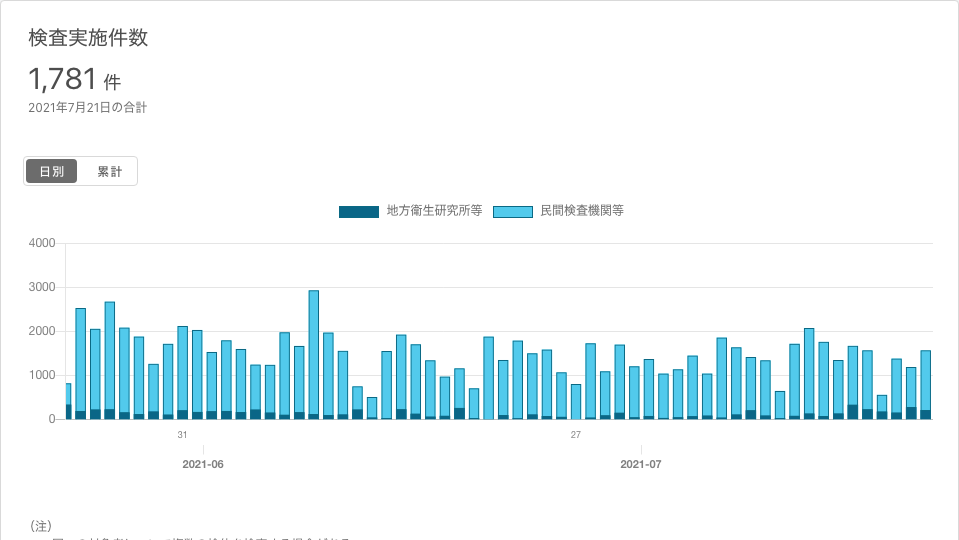 検査実施件数
1,781 件
2021年7月21日の合計
日別 累計
地方衛生研究所等 民間検査機関等
4000
3000
2000
1000
0
31 27
2021-06 2021-07
（注）